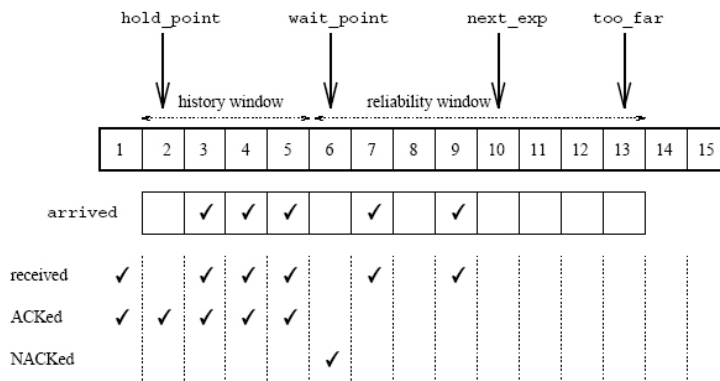 hold_point wait_point next_exp too_far
history window reliability window
1 2 3 4 5 6 7 8 9 10 11 12 13 14 15
arrived ✓ ✓ ✓ ✓ ✓
received ✓ ✓ ✓ ✓ ✓ ✓
ACKed ✓ ✓ ✓ ✓ ✓
NACKed ✓